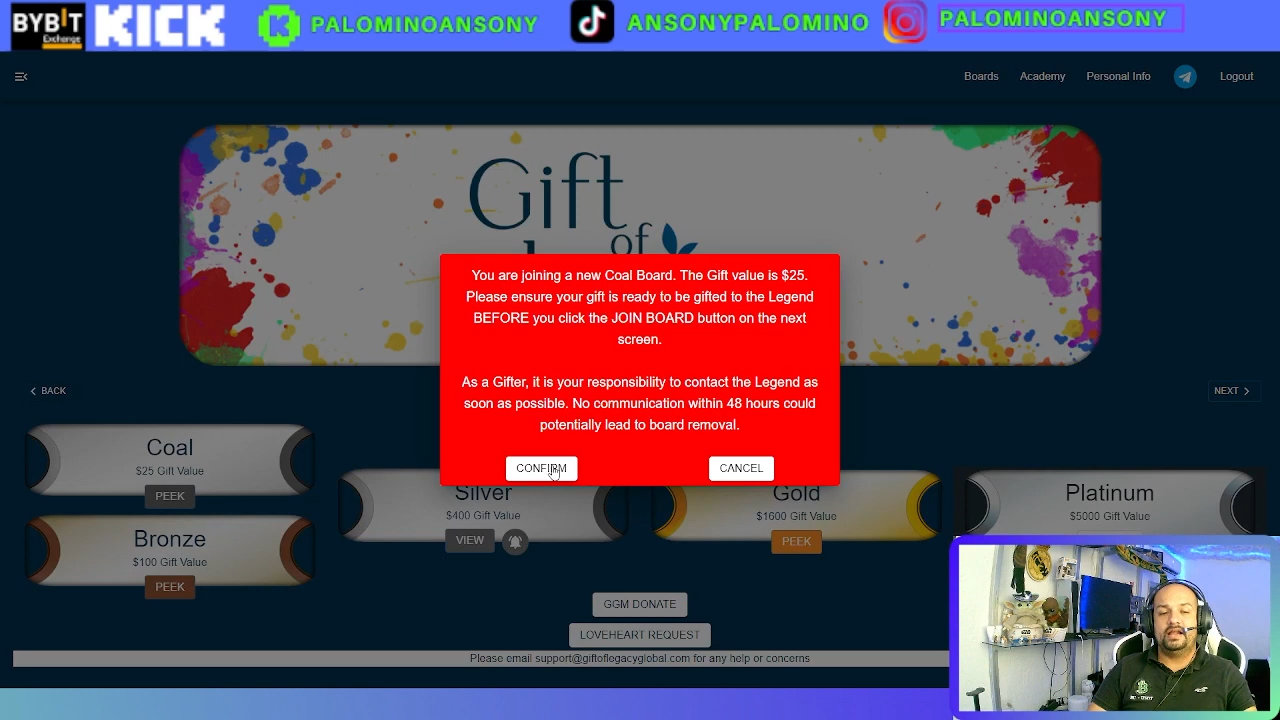 BYBIT
Exchange
KICK
PALOMINOANSONY
ANSONYPALOMINO
PALOMINOANSONY
Boards
Academy
Personal Info
Logout
Gift
of
You are joining a new Coal Board. The Gift value is $25.
Please ensure your gift is ready to be gifted to the Legend
BEFORE you click the JOIN BOARD button on the next
screen.
As a Gifter, it is your responsibility to contact the Legend as
soon as possible. No communication within 48 hours could
potentially lead to board removal.
CONFIRM
CANCEL
BACK
NEXT
Coal
$25 Gift Value
PEEK
Bronze
$100 Gift Value
PEEK
Silver
$400 Gift Value
VIEW
Gold
$1600 Gift Value
PEEK
Platinum
$5000 Gift Value
GGM DONATE
LOVEHEART REQUEST
Please email support@giftoflegacyglobal.com for any help or concerns